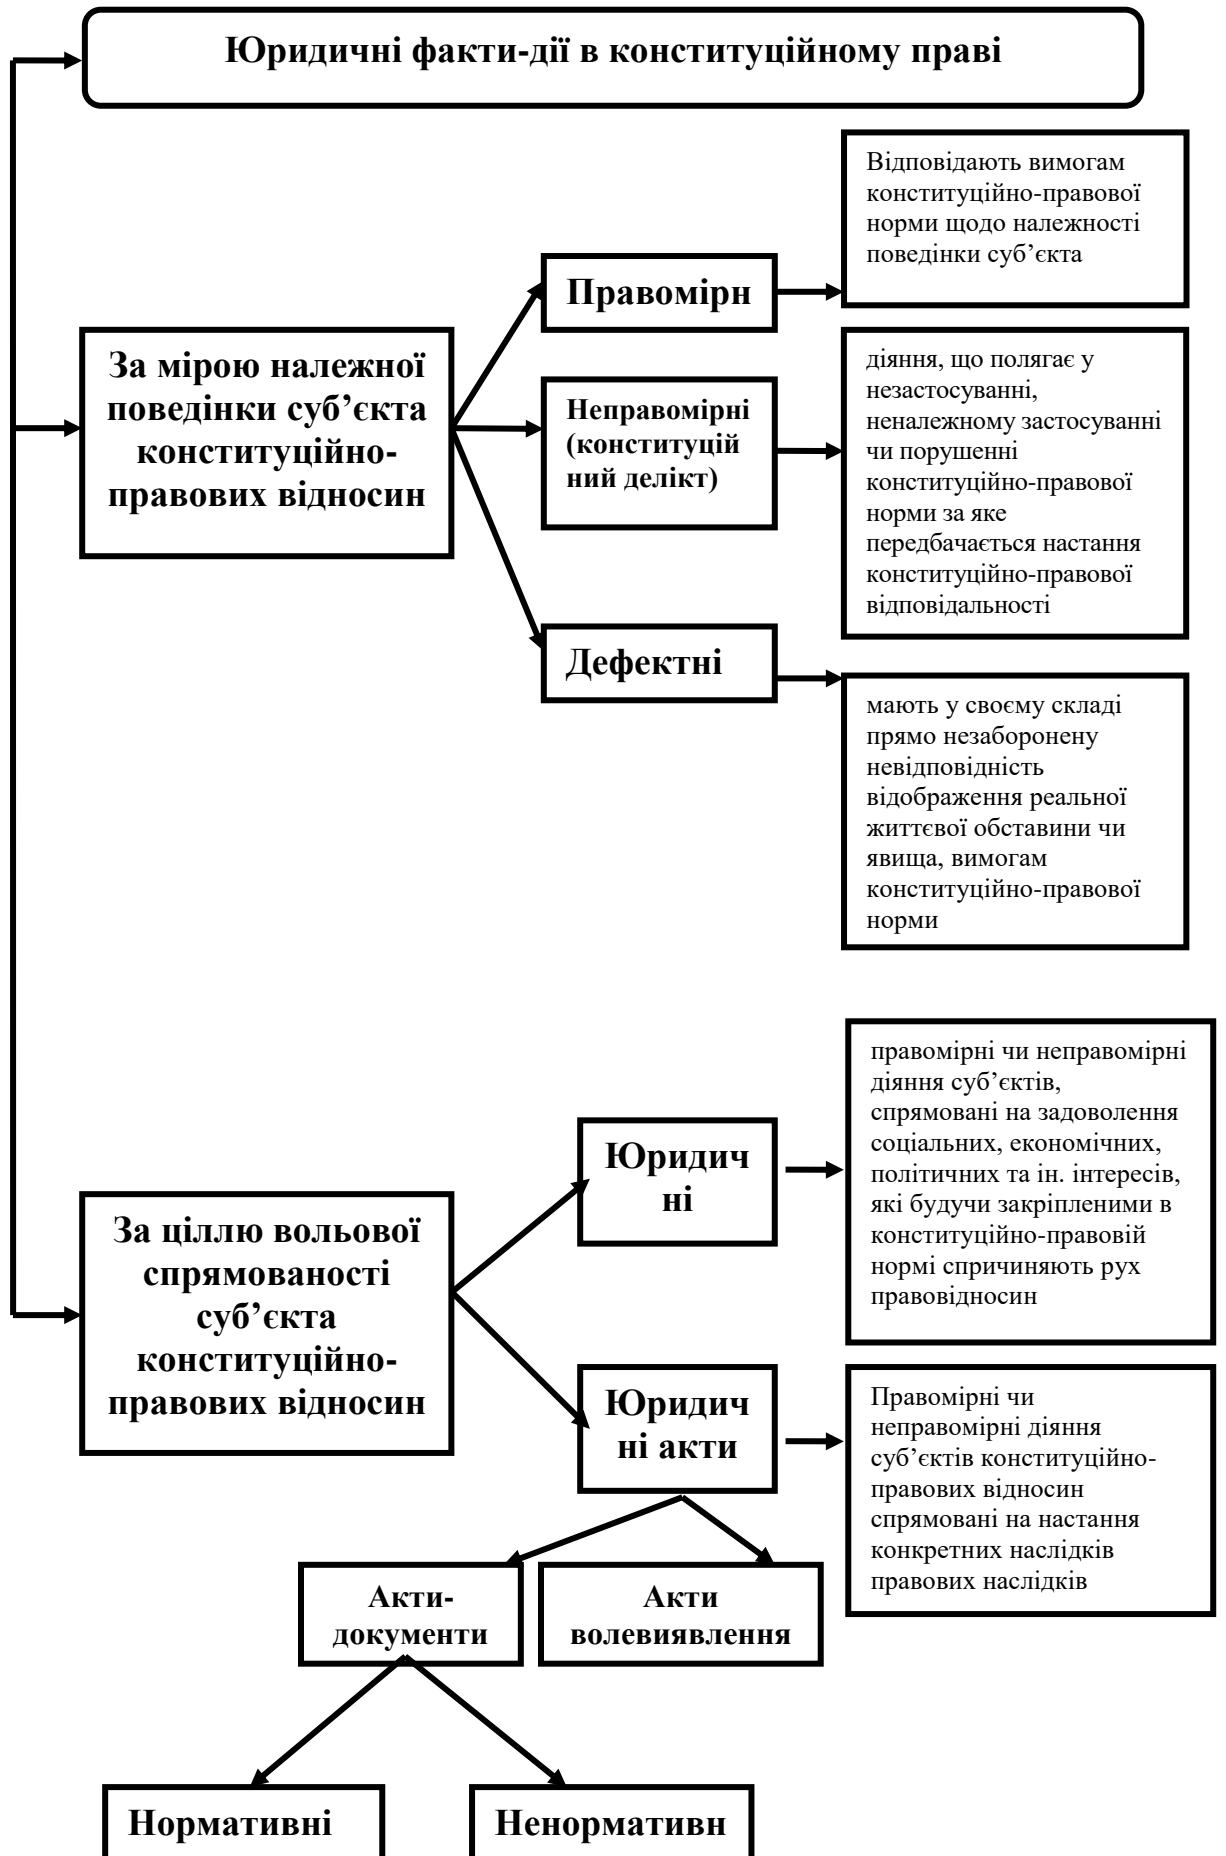 Юридичні факти-дії в конституційному праві
Відповідають вимогам
конституційно-правової
норми щодо належності
поведінки суб’єкта
Правомірн
За мірою належної
поведінки суб’єкта
конституційно-
правових відносин
Неправомірні
(конституцій
ний делікт)
діяння, що полягає у
незастосуванні,
неналежному застосуванні
чи порушенні
конституційно-правової
норми за яке
передбачається настання
конституційно-правової
відповідальності
Дефектні
мають у своєму складі
прямо незаборонену
невідповідність
відображення реальної
життєвої обставини чи
явища, вимогам
конституційно-правової
норми
правомірні чи неправомірні
діяння суб’єктів,
спрямовані на задоволення
соціальних, економічних,
політичних та ін. інтересів,
які будучи закріпленими в
конституційно-правовій
нормі спричиняють рух
правовідносин
Юридич
ні
За ціллю вольової
спрямованості
суб’єкта
конституційно-
правових відносин
Юридич
ні акти
Правомірні чи
неправомірні діяння
суб’єктів конституційно-
правових відносин
спрямовані на настання
конкретних наслідків
правових наслідків
Акти-
документи
Акти
волевиявлення
Нормативні
Ненормативн